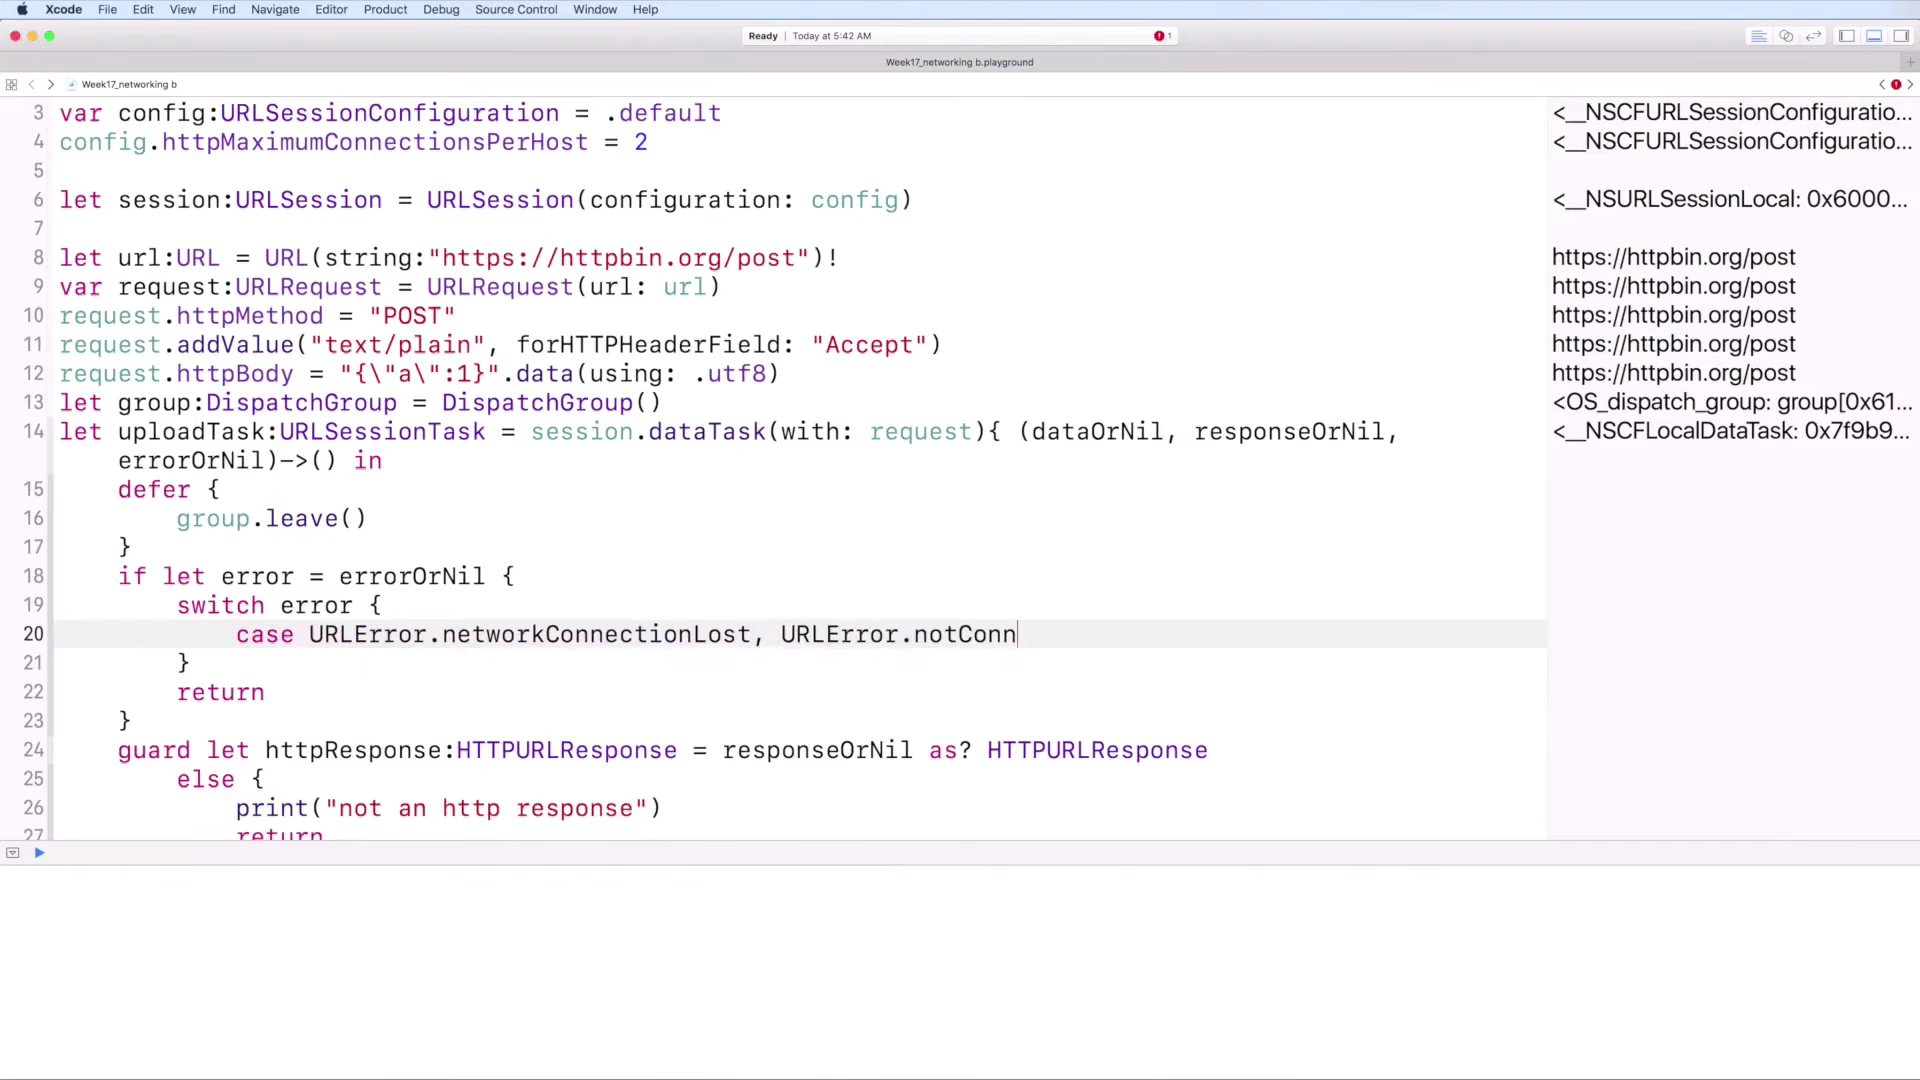 Xcode File Edit View Find Navigate Editor Product Debug Source Control Window Help
Ready | Today at 5:42 AM 1
Week17_networking b.playground
Week17_networking b
3 var config:URLSessionConfiguration = .default <__NSCFURLSessionConfiguratio...
4 config.httpMaximumConnectionsPerHost = 2 <__NSCFURLSessionConfiguratio...
5
6 let session:URLSession = URLSession(configuration: config) <__NSURLSessionLocal: 0x6000...
7
8 let url:URL = URL(string:"https://httpbin.org/post")! https://httpbin.org/post
9 var request:URLRequest = URLRequest(url: url) https://httpbin.org/post
10 request.httpMethod = "POST" https://httpbin.org/post
11 request.addValue("text/plain", forHTTPHeaderField: "Accept") https://httpbin.org/post
12 request.httpBody = "{\"a\":1}".data(using: .utf8) https://httpbin.org/post
13 let group:DispatchGroup = DispatchGroup() <OS_dispatch_group: group[0x61...
14 let uploadTask:URLSessionTask = session.dataTask(with: request){ (dataOrNil, responseOrNil, <__NSCFLocalDataTask: 0x7f9b9...
errorOrNil)->() in
15 defer {
16 group.leave()
17 }
18 if let error = errorOrNil {
19 switch error {
20 case URLError.networkConnectionLost, URLError.notConn
21 }
22 return
23 }
24 guard let httpResponse:HTTPURLResponse = responseOrNil as? HTTPURLResponse
25 else {
26 print("not an http response")
27 return